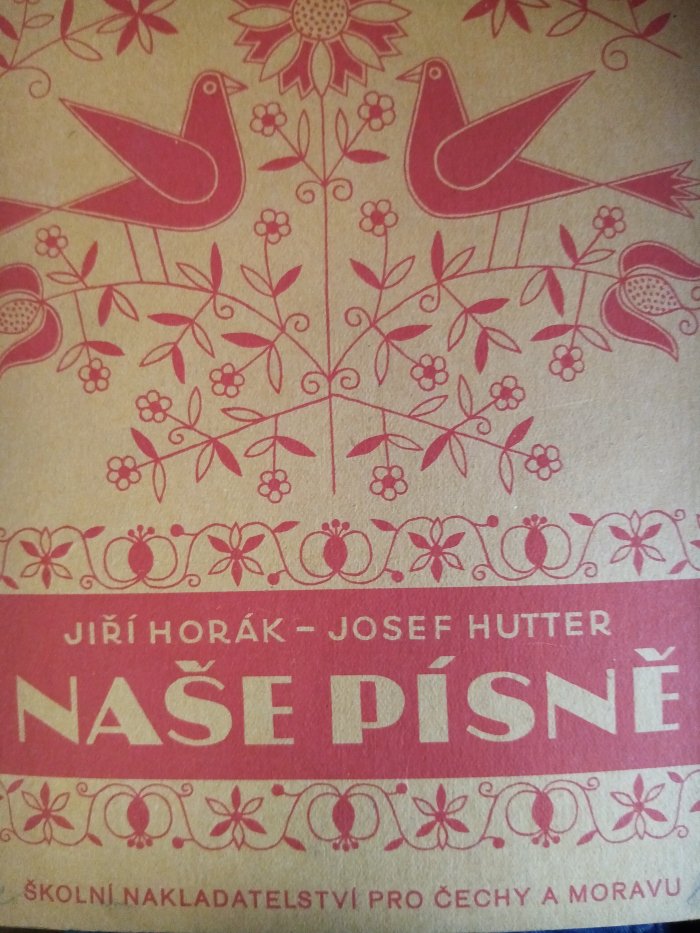 JIŘÍ HORÁK – JOSEF HUTTER
NAŠE PÍSNĚ
ŠKOLNÍ NAKLADATELSTVÍ PRO ČECHY A MORAVU